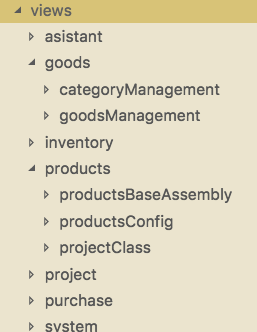 views
asistant
goods
categoryManagement
goodsManagement
inventory
products
productsBaseAssembly
productsConfig
projectClass
project
purchase
system